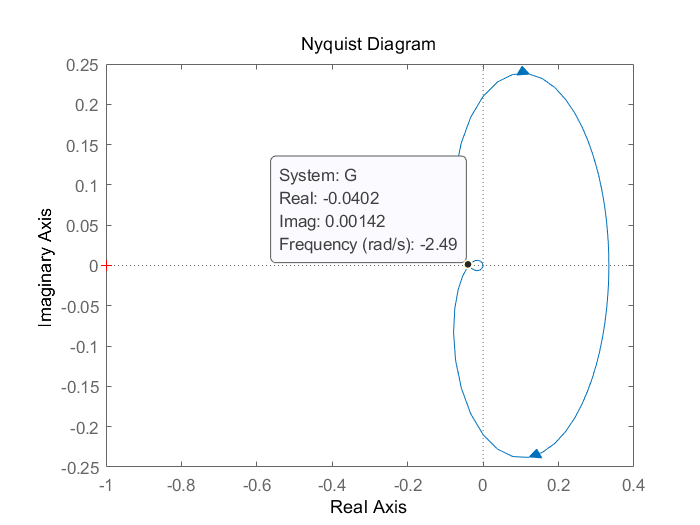 Nyquist Diagram
0.25
0.2
0.15
0.1
0.05
0
-0.05
-0.1
-0.15
-0.2
-0.25
Imaginary Axis
System: G
Real: -0.0402
Imag: 0.00142
Frequency (rad/s): -2.49
-1 -0.8 -0.6 -0.4 -0.2 0 0.2 0.4
Real Axis